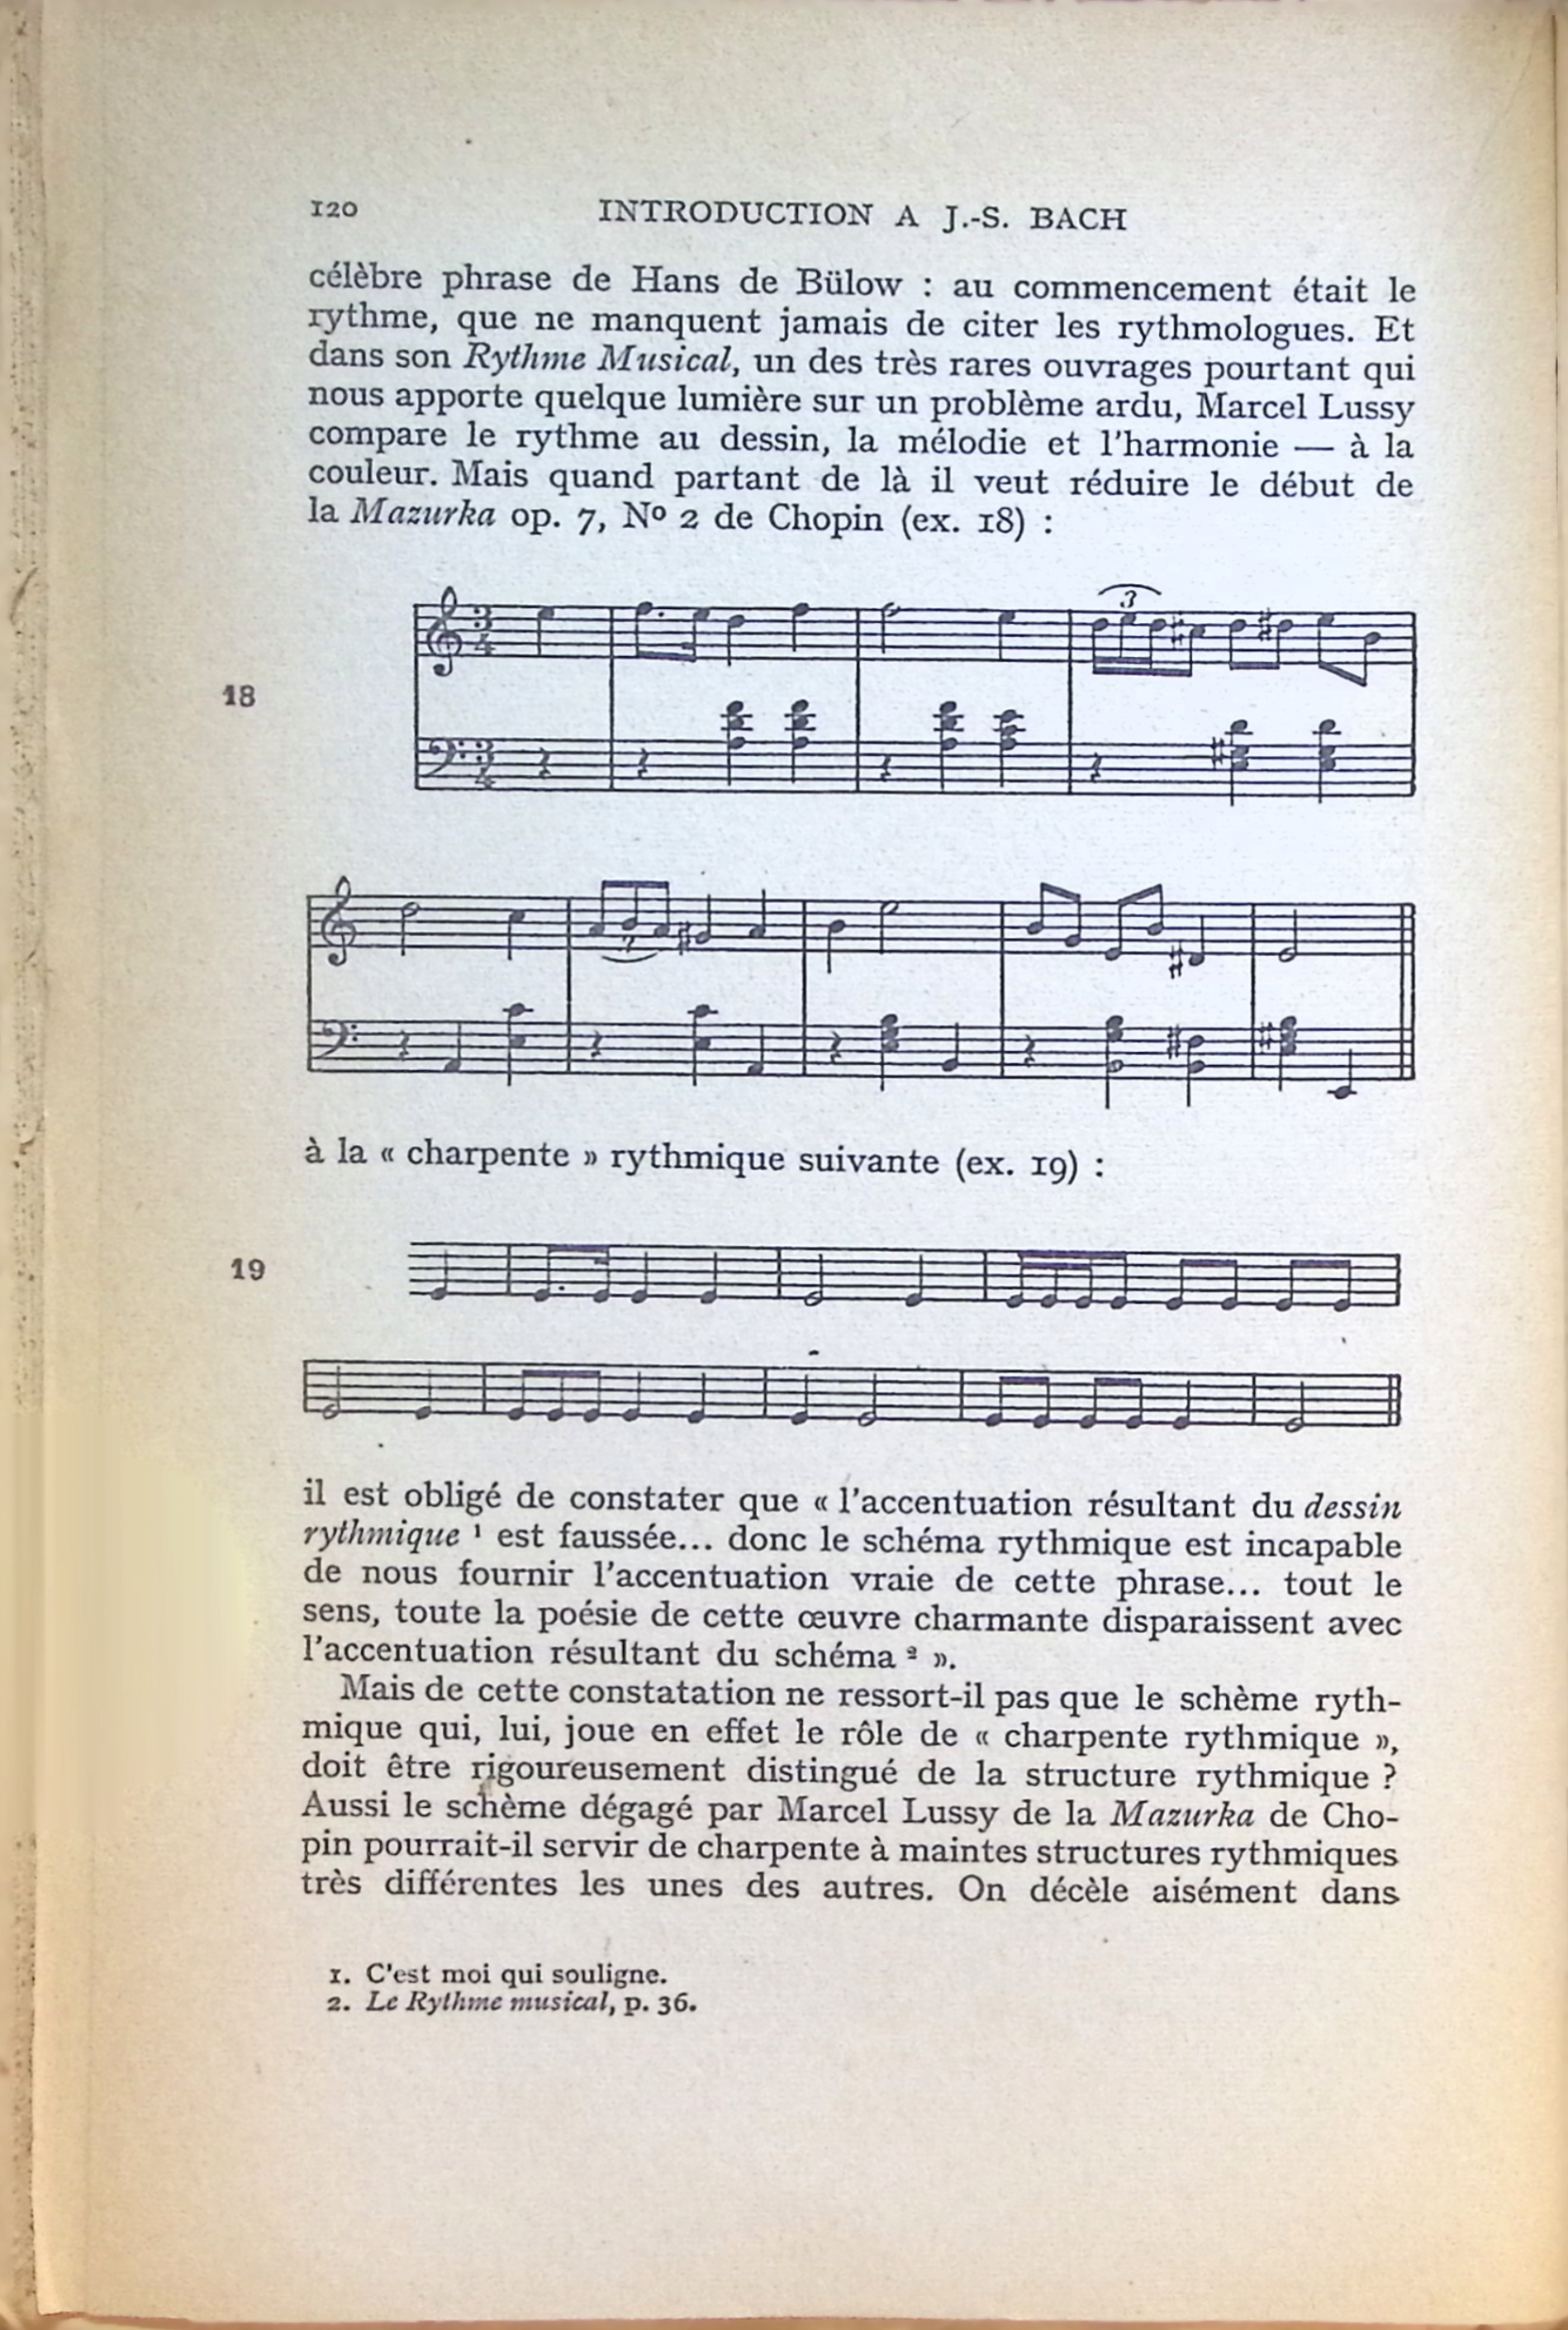 120 INTRODUCTION A J.-S. BACH
célèbre phrase de Hans de Bülow : au commencement était le
rythme, que ne manquent jamais de citer les rythmologues. Et
dans son Rythme Musical, un des très rares ouvrages pourtant qui
nous apporte quelque lumière sur un problème ardu, Marcel Lussy
compare le rythme au dessin, la mélodie et l'harmonie — à la
couleur. Mais quand partant de là il veut réduire le début de
la Mazurka op. 7, Nº 2 de Chopin (ex. 18) :
3
3
4
18
3
4
3
à la « charpente » rythmique suivante (ex. 19) :
19
il est obligé de constater que « l'accentuation résultant du dessin
rythmique ¹ est faussée... donc le schéma rythmique est incapable
de nous fournir l'accentuation vraie de cette phrase... tout le
sens, toute la poésie de cette œuvre charmante disparaissent avec
l'accentuation résultant du schéma ² ».
Mais de cette constatation ne ressort-il pas que le schème ryth-
mique qui, lui, joue en effet le rôle de « charpente rythmique »,
doit être rigoureusement distingué de la structure rythmique ?
Aussi le schème dégagé par Marcel Lussy de la Mazurka de Cho-
pin pourrait-il servir de charpente à maintes structures rythmiques
très différentes les unes des autres. On décèle aisément dans
1. C'est moi qui souligne.
2. Le Rythme musical, p. 36.